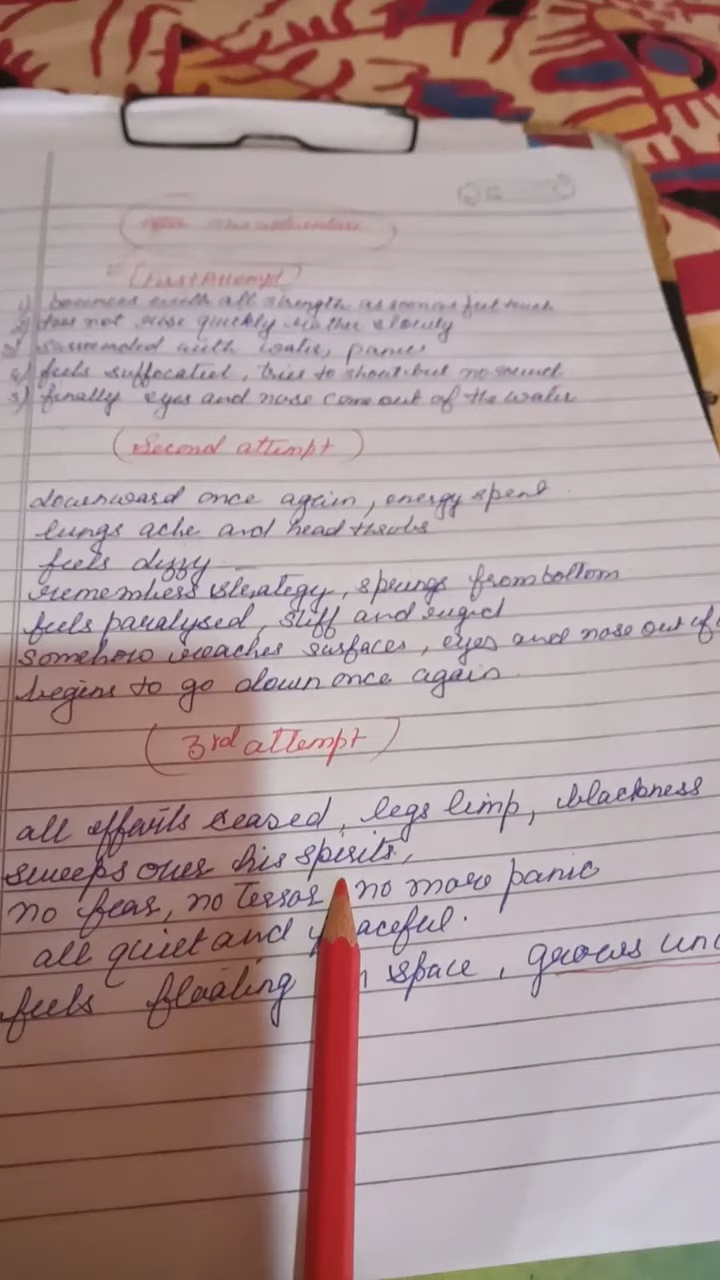 (First Attempt)
1) bounces with all strength as soon as feet touch
2) does not rise quickly rather slowly
3) surrounded with water, panic
4) feels suffocated, tries to shout but no sound
5) finally eyes and nose come out of the water
(Second attempt)
downward once again, energy spent
lungs ache and head throbs
feels dizzy
remembers strategy, springs from bottom
feels paralysed, stiff and rigid
somehow reaches surfaces, eyes and nose out of
begins to go down once again.
(3rd attempt)
all efforts ceased, legs limp, blackness
sweeps over his spirits,
no fear, no terror no more panic
all quiet and peaceful.
feels floating space, grows